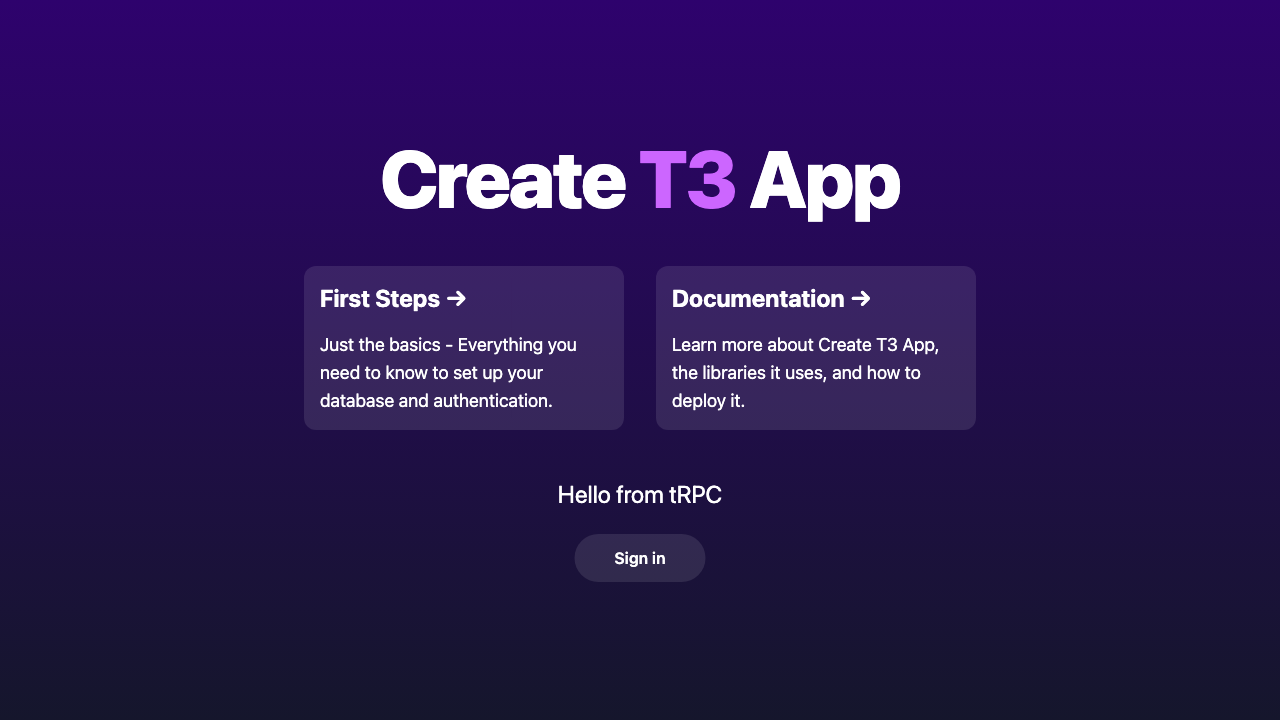 Create T3 App
First Steps →
Just the basics - Everything you
need to know to set up your
database and authentication.
Documentation →
Learn more about Create T3 App,
the libraries it uses, and how to
deploy it.
Hello from tRPC
Sign in